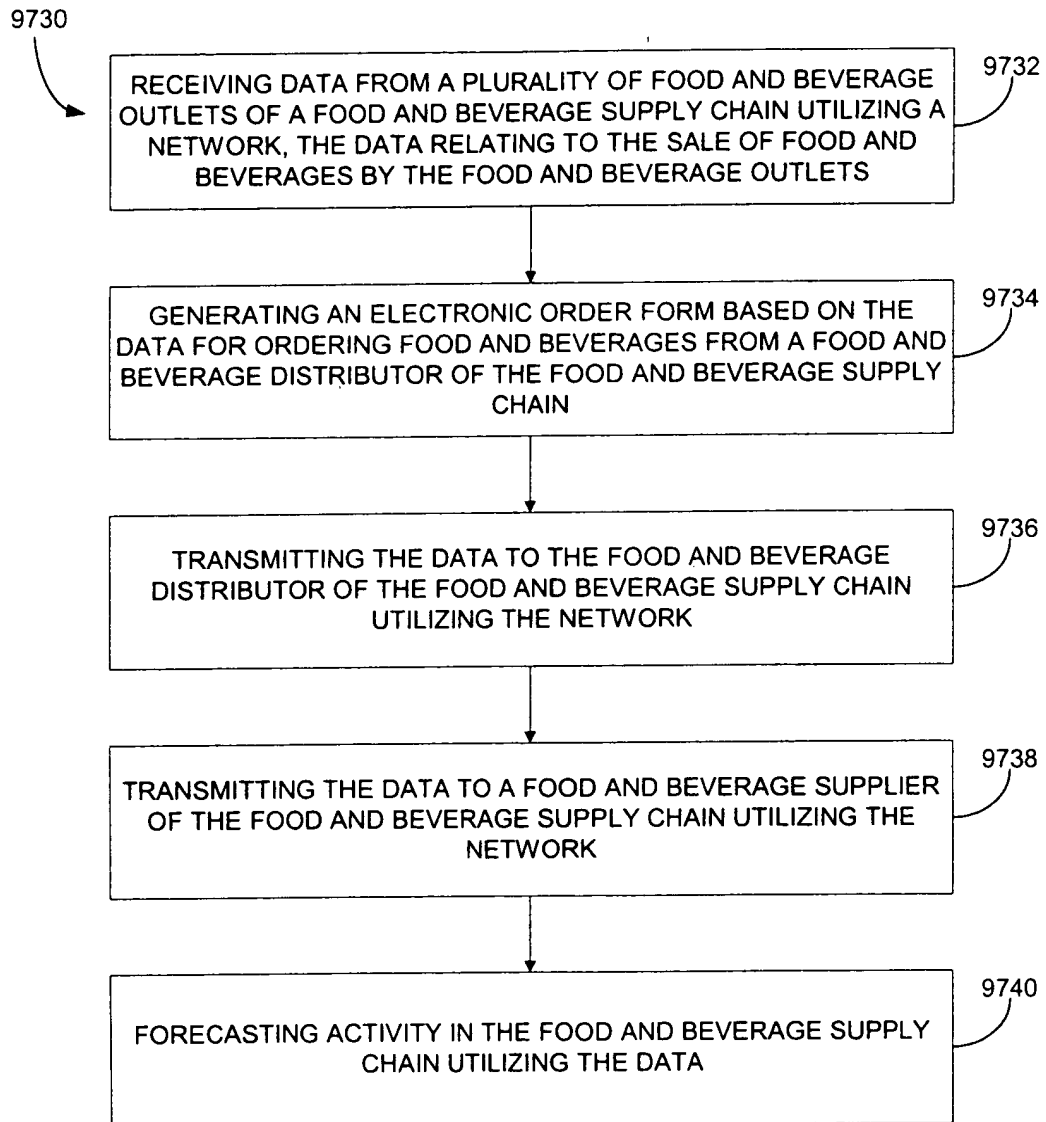 9730
RECEIVING DATA FROM A PLURALITY OF FOOD AND BEVERAGE
OUTLETS OF A FOOD AND BEVERAGE SUPPLY CHAIN UTILIZING A
NETWORK, THE DATA RELATING TO THE SALE OF FOOD AND
BEVERAGES BY THE FOOD AND BEVERAGE OUTLETS
9732
GENERATING AN ELECTRONIC ORDER FORM BASED ON THE
DATA FOR ORDERING FOOD AND BEVERAGES FROM A FOOD AND
BEVERAGE DISTRIBUTOR OF THE FOOD AND BEVERAGE SUPPLY
CHAIN
9734
TRANSMITTING THE DATA TO THE FOOD AND BEVERAGE
DISTRIBUTOR OF THE FOOD AND BEVERAGE SUPPLY CHAIN
UTILIZING THE NETWORK
9736
TRANSMITTING THE DATA TO A FOOD AND BEVERAGE SUPPLIER
OF THE FOOD AND BEVERAGE SUPPLY CHAIN UTILIZING THE
NETWORK
9738
FORECASTING ACTIVITY IN THE FOOD AND BEVERAGE SUPPLY
CHAIN UTILIZING THE DATA
9740